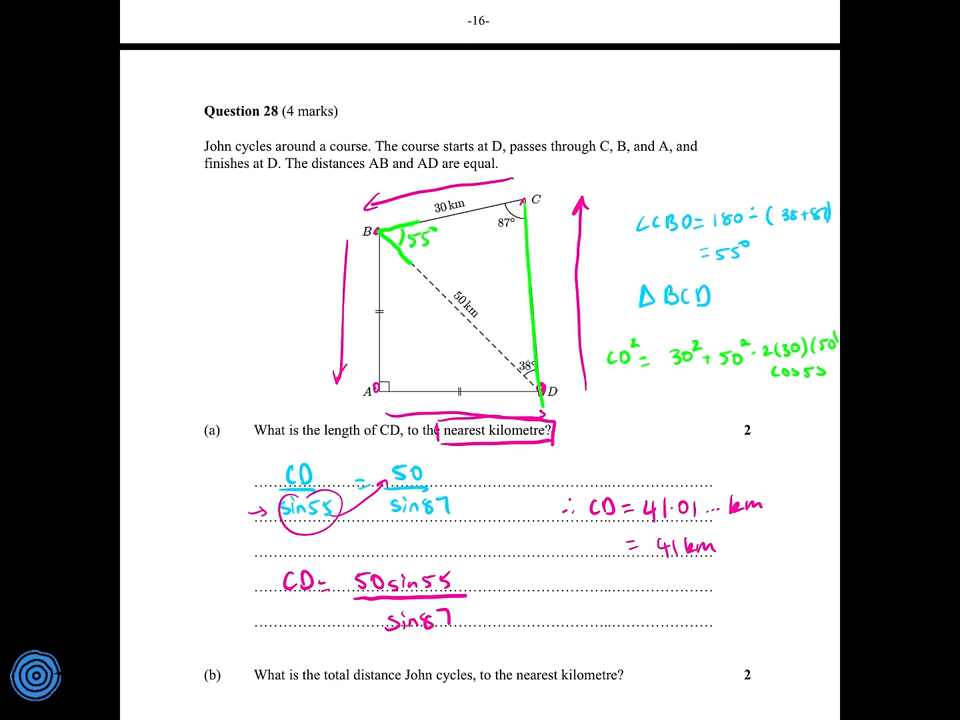 -16-
Question 28 (4 marks)
John cycles around a course. The course starts at D, passes through C, B, and A, and
finishes at D. The distances AB and AD are equal.
C
30 km
87°
B
55°
50 km
38°
A
D
∠CBD = 180 - (38+87)
= 55°
Δ BCD
CD² = 30² + 50² - 2(30)(50)
cos 55
(a) What is the length of CD, to the nearest kilometre? 2
CD/sin55 = 50/sin87
∴ CD = 41.01... km
= 41 km
CD = 50sin55/sin87
(b) What is the total distance John cycles, to the nearest kilometre? 2